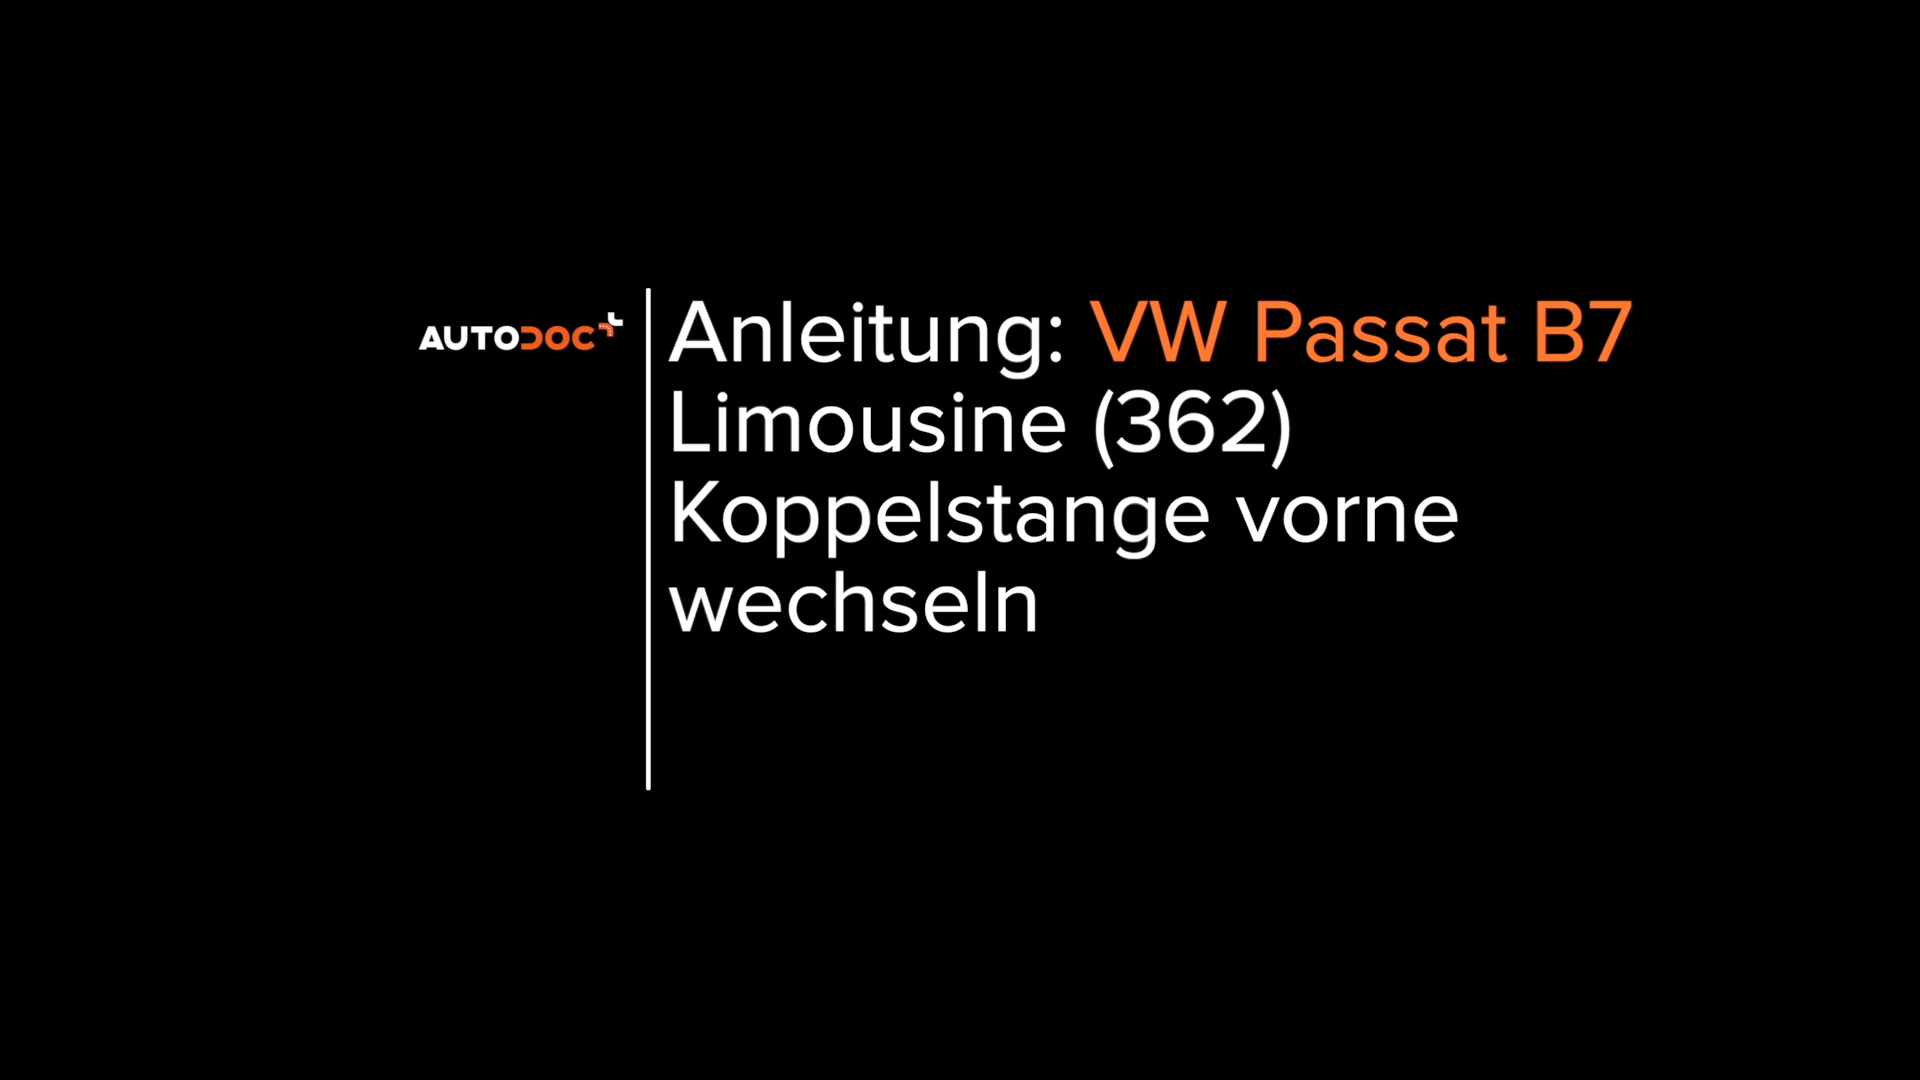 AUTODOC
Anleitung: VW Passat B7
Limousine (362)
Koppelstange vorne
wechseln